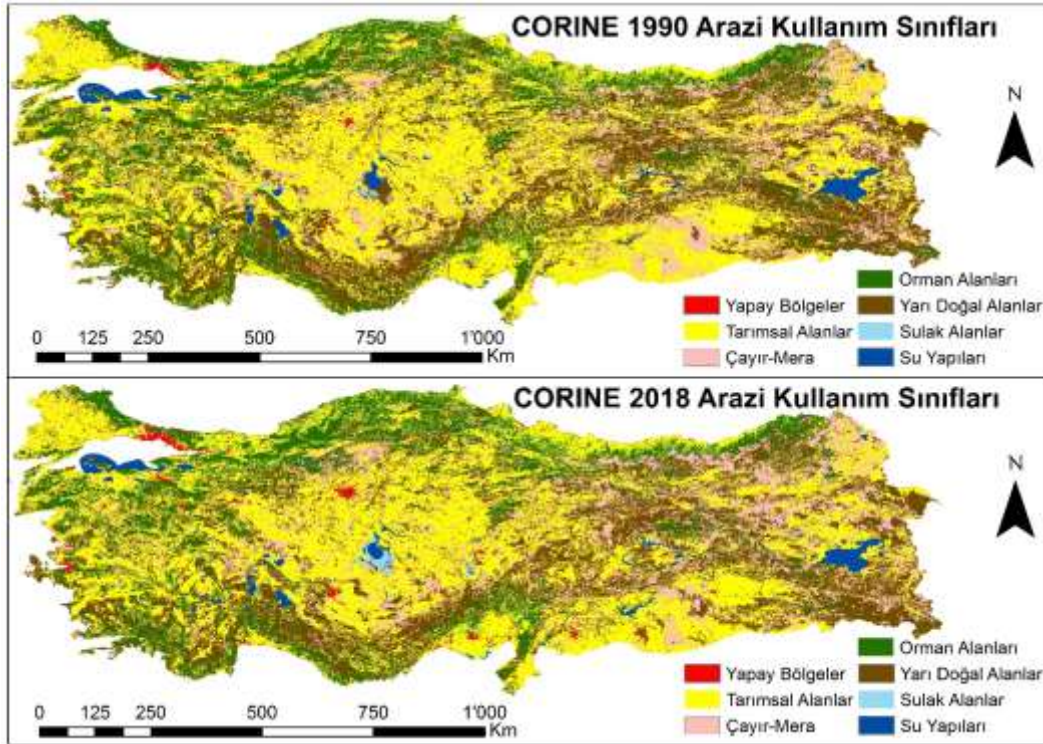 CORINE 1990 Arazi Kullanım Sınıfları
N
Orman Alanları
Yapay Bölgeler
Yarı Doğal Alanlar
Tarımsal Alanlar
Sulak Alanlar
Çayır-Mera
Su Yapıları
0 125 250 500 750 1'000
Km
CORINE 2018 Arazi Kullanım Sınıfları
N
Orman Alanları
Yapay Bölgeler
Yarı Doğal Alanlar
Tarımsal Alanlar
Sulak Alanlar
Çayır-Mera
Su Yapıları
0 125 250 500 750 1'000
Km